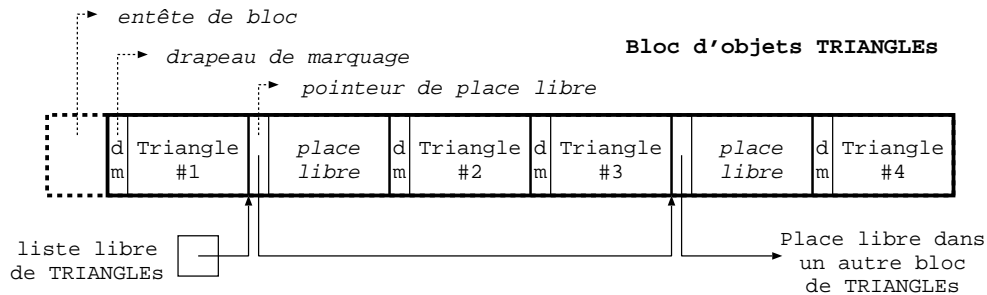 entête de bloc
Bloc d'objets TRIANGLEs
drapeau de marquage
pointeur de place libre
d
m
Triangle
#1
place
libre
d
m
Triangle
#2
d
m
Triangle
#3
place
libre
d
m
Triangle
#4
liste libre
de TRIANGLEs
Place libre dans
un autre bloc
de TRIANGLEs